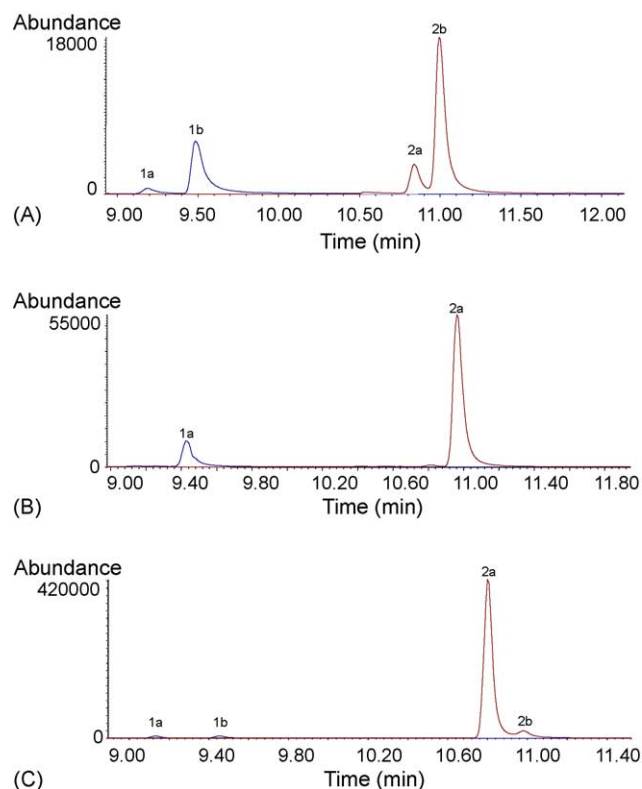 Abundance
18000
2b
1b
2a
1a
0
9.00 9.50 10.00 10.50 11.00 11.50 12.00
(A)
Time (min)
Abundance
55000
2a
1a
0
9.00 9.40 9.80 10.20 10.60 11.00 11.40 11.80
(B)
Time (min)
Abundance
420000
2a
1a 1b 2b
0
9.00 9.40 9.80 10.20 10.60 11.00 11.40
(C)
Time (min)